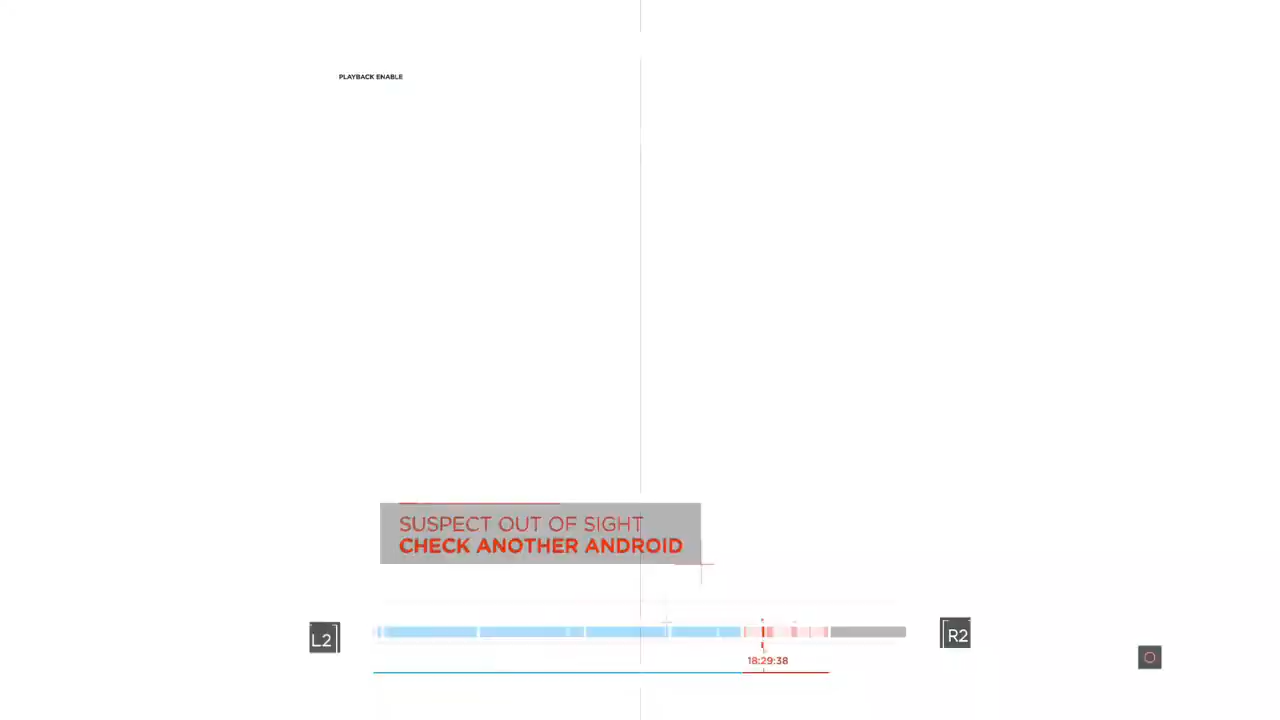 PLAYBACK ENABLE
SUSPECT OUT OF SIGHT
CHECK ANOTHER ANDROID
L2
R2
18:29:38